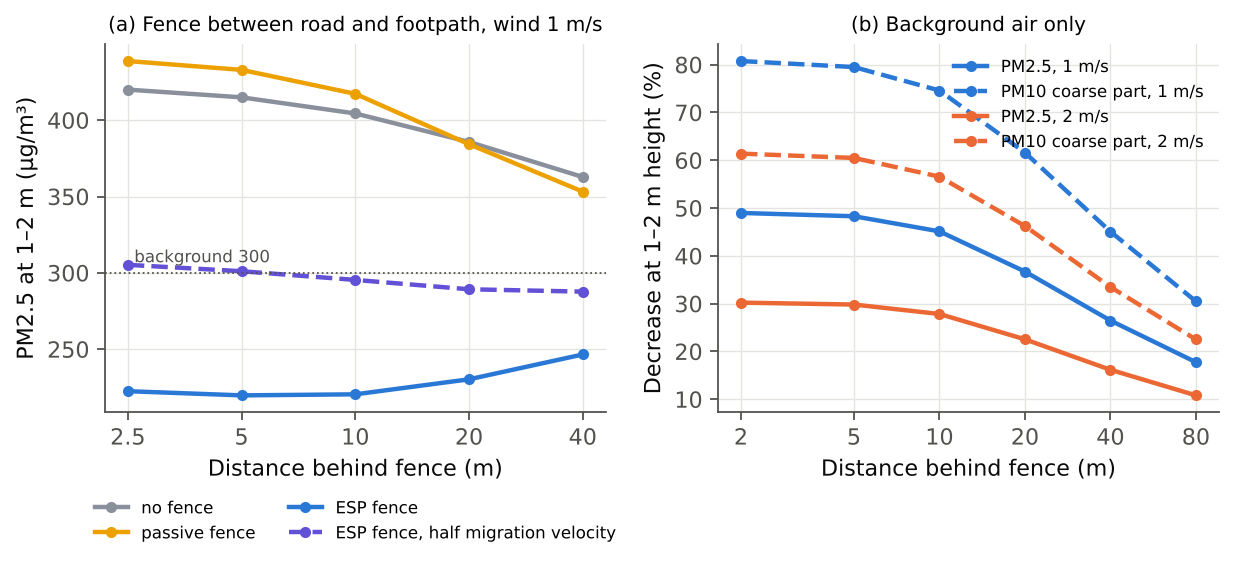 (a) Fence between road and footpath, wind 1 m/s
PM2.5 at 1–2 m (µg/m³)
400
350
300
250
background 300
2.5 5 10 20 40
Distance behind fence (m)
no fence
passive fence
ESP fence
ESP fence, half migration velocity
(b) Background air only
Decrease at 1–2 m height (%)
80
70
60
50
40
30
20
10
PM2.5, 1 m/s
PM10 coarse part, 1 m/s
PM2.5, 2 m/s
PM10 coarse part, 2 m/s
2 5 10 20 40 80
Distance behind fence (m)